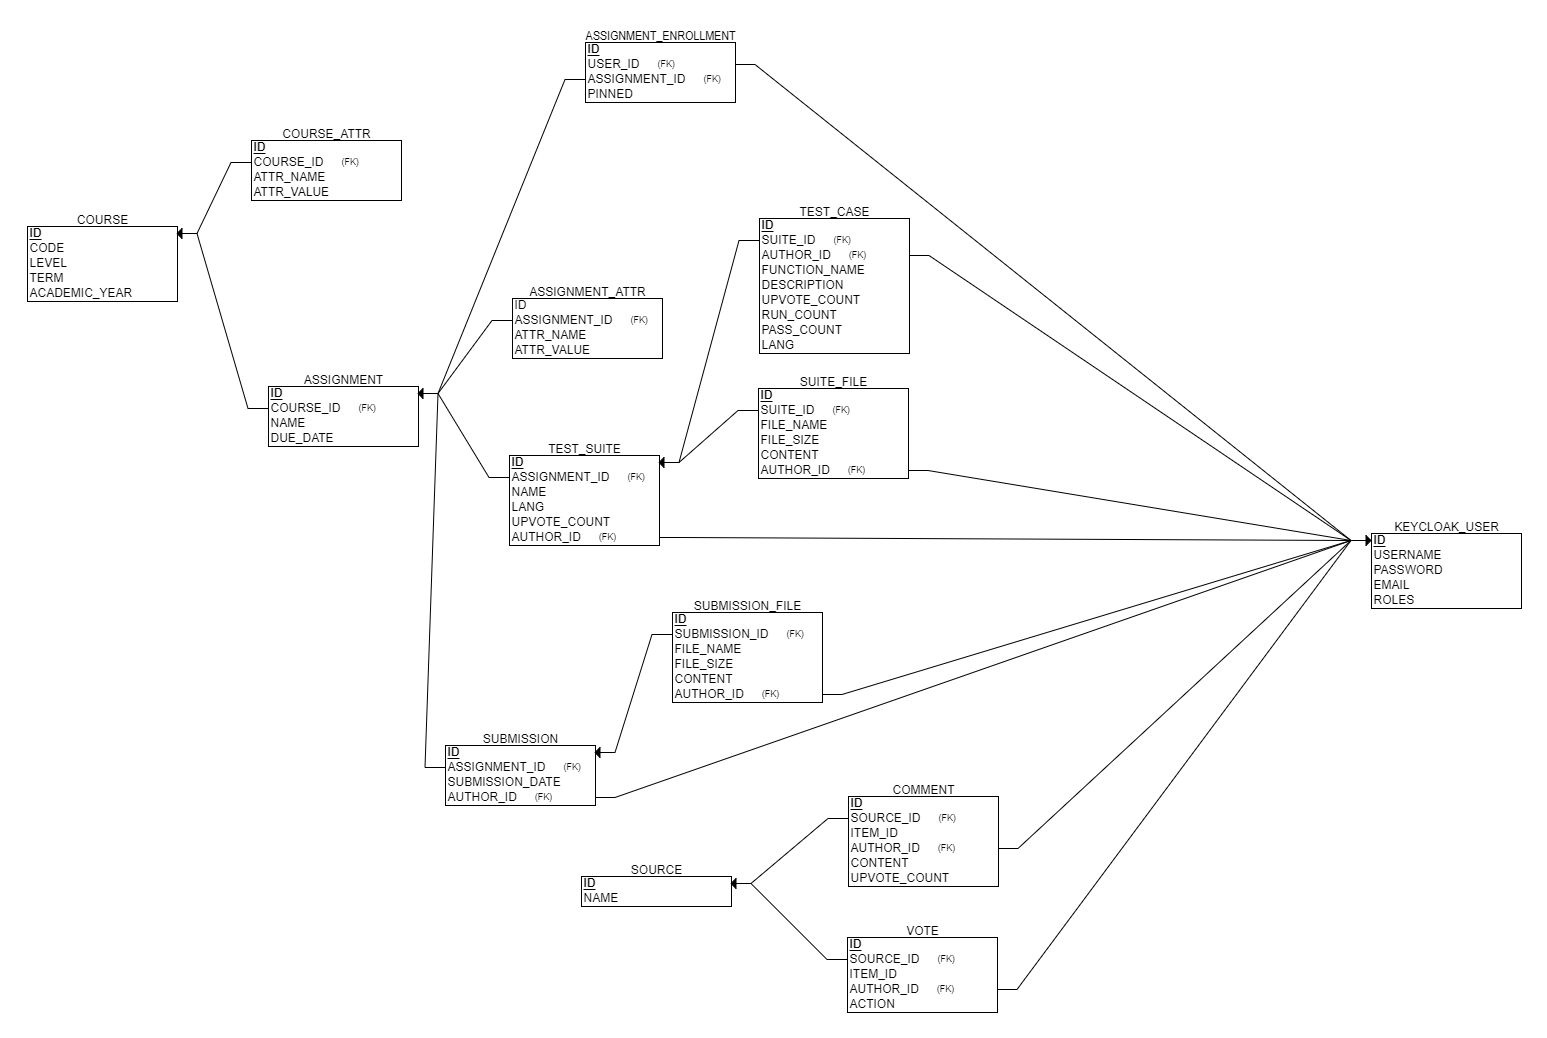 ASSIGNMENT_ENROLLMENT
ID
USER_ID (FK)
ASSIGNMENT_ID (FK)
PINNED
COURSE_ATTR
ID
COURSE_ID (FK)
ATTR_NAME
ATTR_VALUE
COURSE
ID
CODE
LEVEL
TERM
ACADEMIC_YEAR
TEST_CASE
ID
SUITE_ID (FK)
AUTHOR_ID (FK)
FUNCTION_NAME
DESCRIPTION
UPVOTE_COUNT
RUN_COUNT
PASS_COUNT
LANG
ASSIGNMENT_ATTR
ID
ASSIGNMENT_ID (FK)
ATTR_NAME
ATTR_VALUE
ASSIGNMENT
ID
COURSE_ID (FK)
NAME
DUE_DATE
SUITE_FILE
ID
SUITE_ID (FK)
FILE_NAME
FILE_SIZE
CONTENT
AUTHOR_ID (FK)
TEST_SUITE
ID
ASSIGNMENT_ID (FK)
NAME
LANG
UPVOTE_COUNT
AUTHOR_ID (FK)
KEYCLOAK_USER
ID
USERNAME
PASSWORD
EMAIL
ROLES
SUBMISSION_FILE
ID
SUBMISSION_ID (FK)
FILE_NAME
FILE_SIZE
CONTENT
AUTHOR_ID (FK)
SUBMISSION
ID
ASSIGNMENT_ID (FK)
SUBMISSION_DATE
AUTHOR_ID (FK)
COMMENT
ID
SOURCE_ID (FK)
ITEM_ID
AUTHOR_ID (FK)
CONTENT
UPVOTE_COUNT
SOURCE
ID
NAME
VOTE
ID
SOURCE_ID (FK)
ITEM_ID
AUTHOR_ID (FK)
ACTION